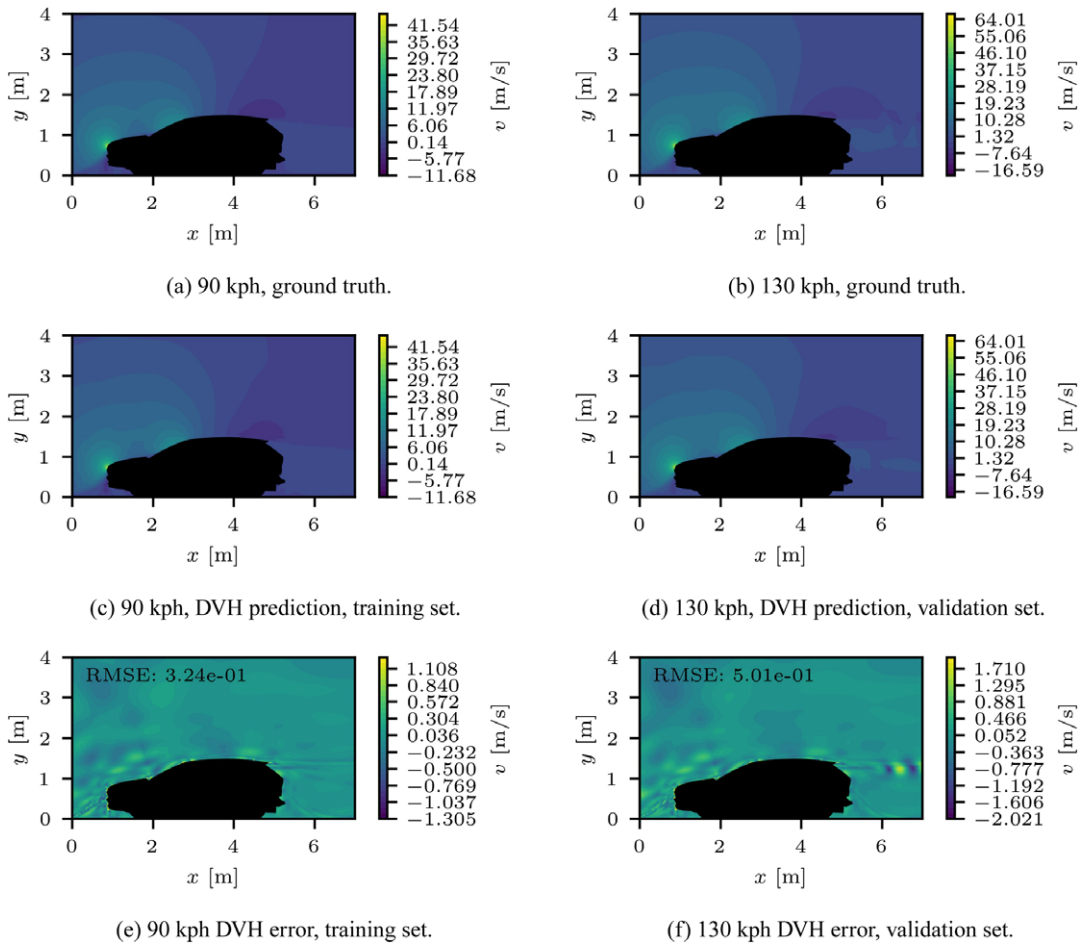 4
3
2
1
0
y [m]
0 2 4 6
x [m]
41.54
35.63
29.72
23.80
17.89
11.97
6.06
0.14
−5.77
−11.68
v [m/s]
(a) 90 kph, ground truth.
4
3
2
1
0
y [m]
0 2 4 6
x [m]
64.01
55.06
46.10
37.15
28.19
19.23
10.28
1.32
−7.64
−16.59
v [m/s]
(b) 130 kph, ground truth.
4
3
2
1
0
y [m]
0 2 4 6
x [m]
41.54
35.63
29.72
23.80
17.89
11.97
6.06
0.14
−5.77
−11.68
v [m/s]
(c) 90 kph, DVH prediction, training set.
4
3
2
1
0
y [m]
0 2 4 6
x [m]
64.01
55.06
46.10
37.15
28.19
19.23
10.28
1.32
−7.64
−16.59
v [m/s]
(d) 130 kph, DVH prediction, validation set.
RMSE: 3.24e-01
4
3
2
1
0
y [m]
0 2 4 6
x [m]
1.108
0.840
0.572
0.304
0.036
−0.232
−0.500
−0.769
−1.037
−1.305
v [m/s]
(e) 90 kph DVH error, training set.
RMSE: 5.01e-01
4
3
2
1
0
y [m]
0 2 4 6
x [m]
1.710
1.295
0.881
0.466
0.052
−0.363
−0.777
−1.192
−1.606
−2.021
v [m/s]
(f) 130 kph DVH error, validation set.